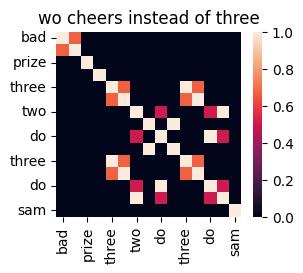 wo cheers instead of three
bad
prize
three
two
do
three
do
sam
1.0
0.8
0.6
0.4
0.2
0.0
bad
prize
three
two
do
three
do
sam